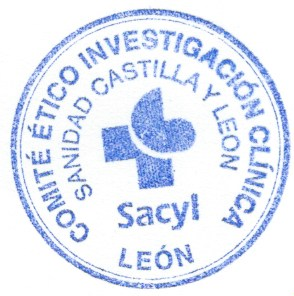 COMITÉ ÉTICO INVESTIGACIÓN CLÍNICA
SANIDAD CASTILLA Y LEÓN
Sacyl
LEÓN